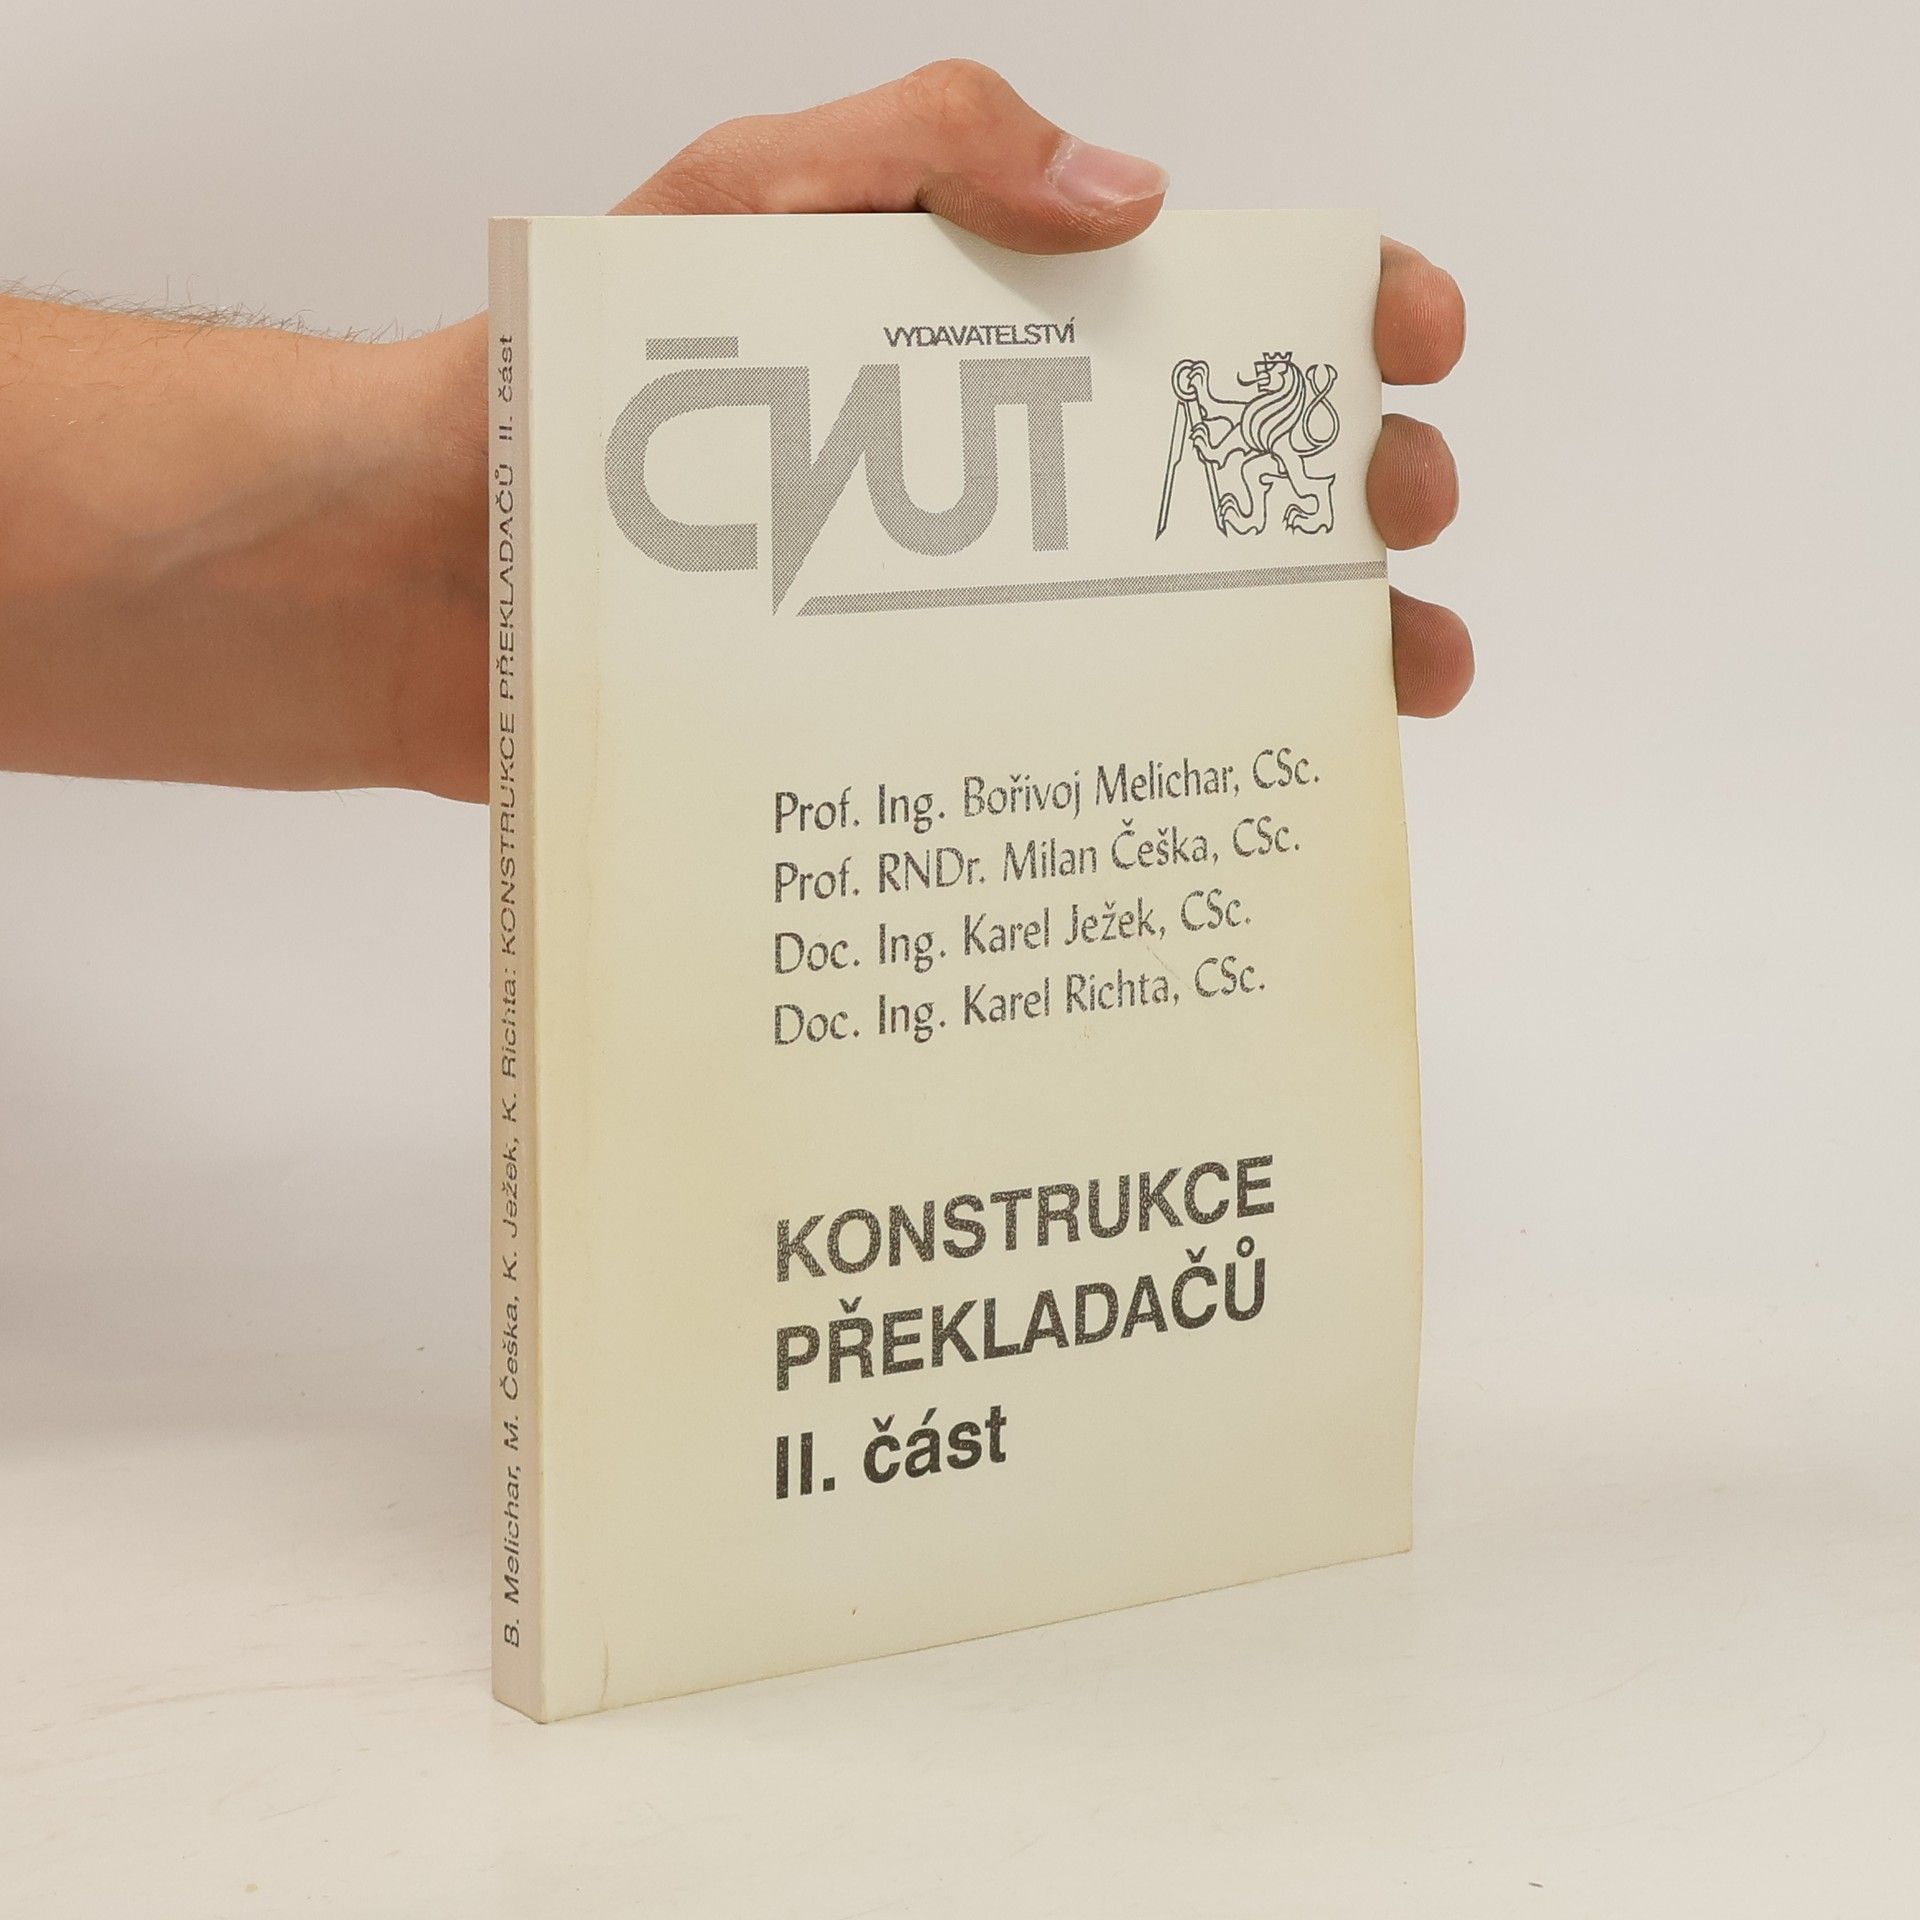 VYDAVATELSTVÍ
ČVUT
Prof. Ing. Bořivoj Melichar, CSc.
Prof. RNDr. Milan Češka, CSc.
Doc. Ing. Karel Ježek, CSc.
Doc. Ing. Karel Richta, CSc.
KONSTRUKCE
PŘEKLADAČŮ
II. část
B. Melichar, M. Češka, K. Ježek, K. Richta: KONSTRUKCE PŘEKLADAČŮ II. část